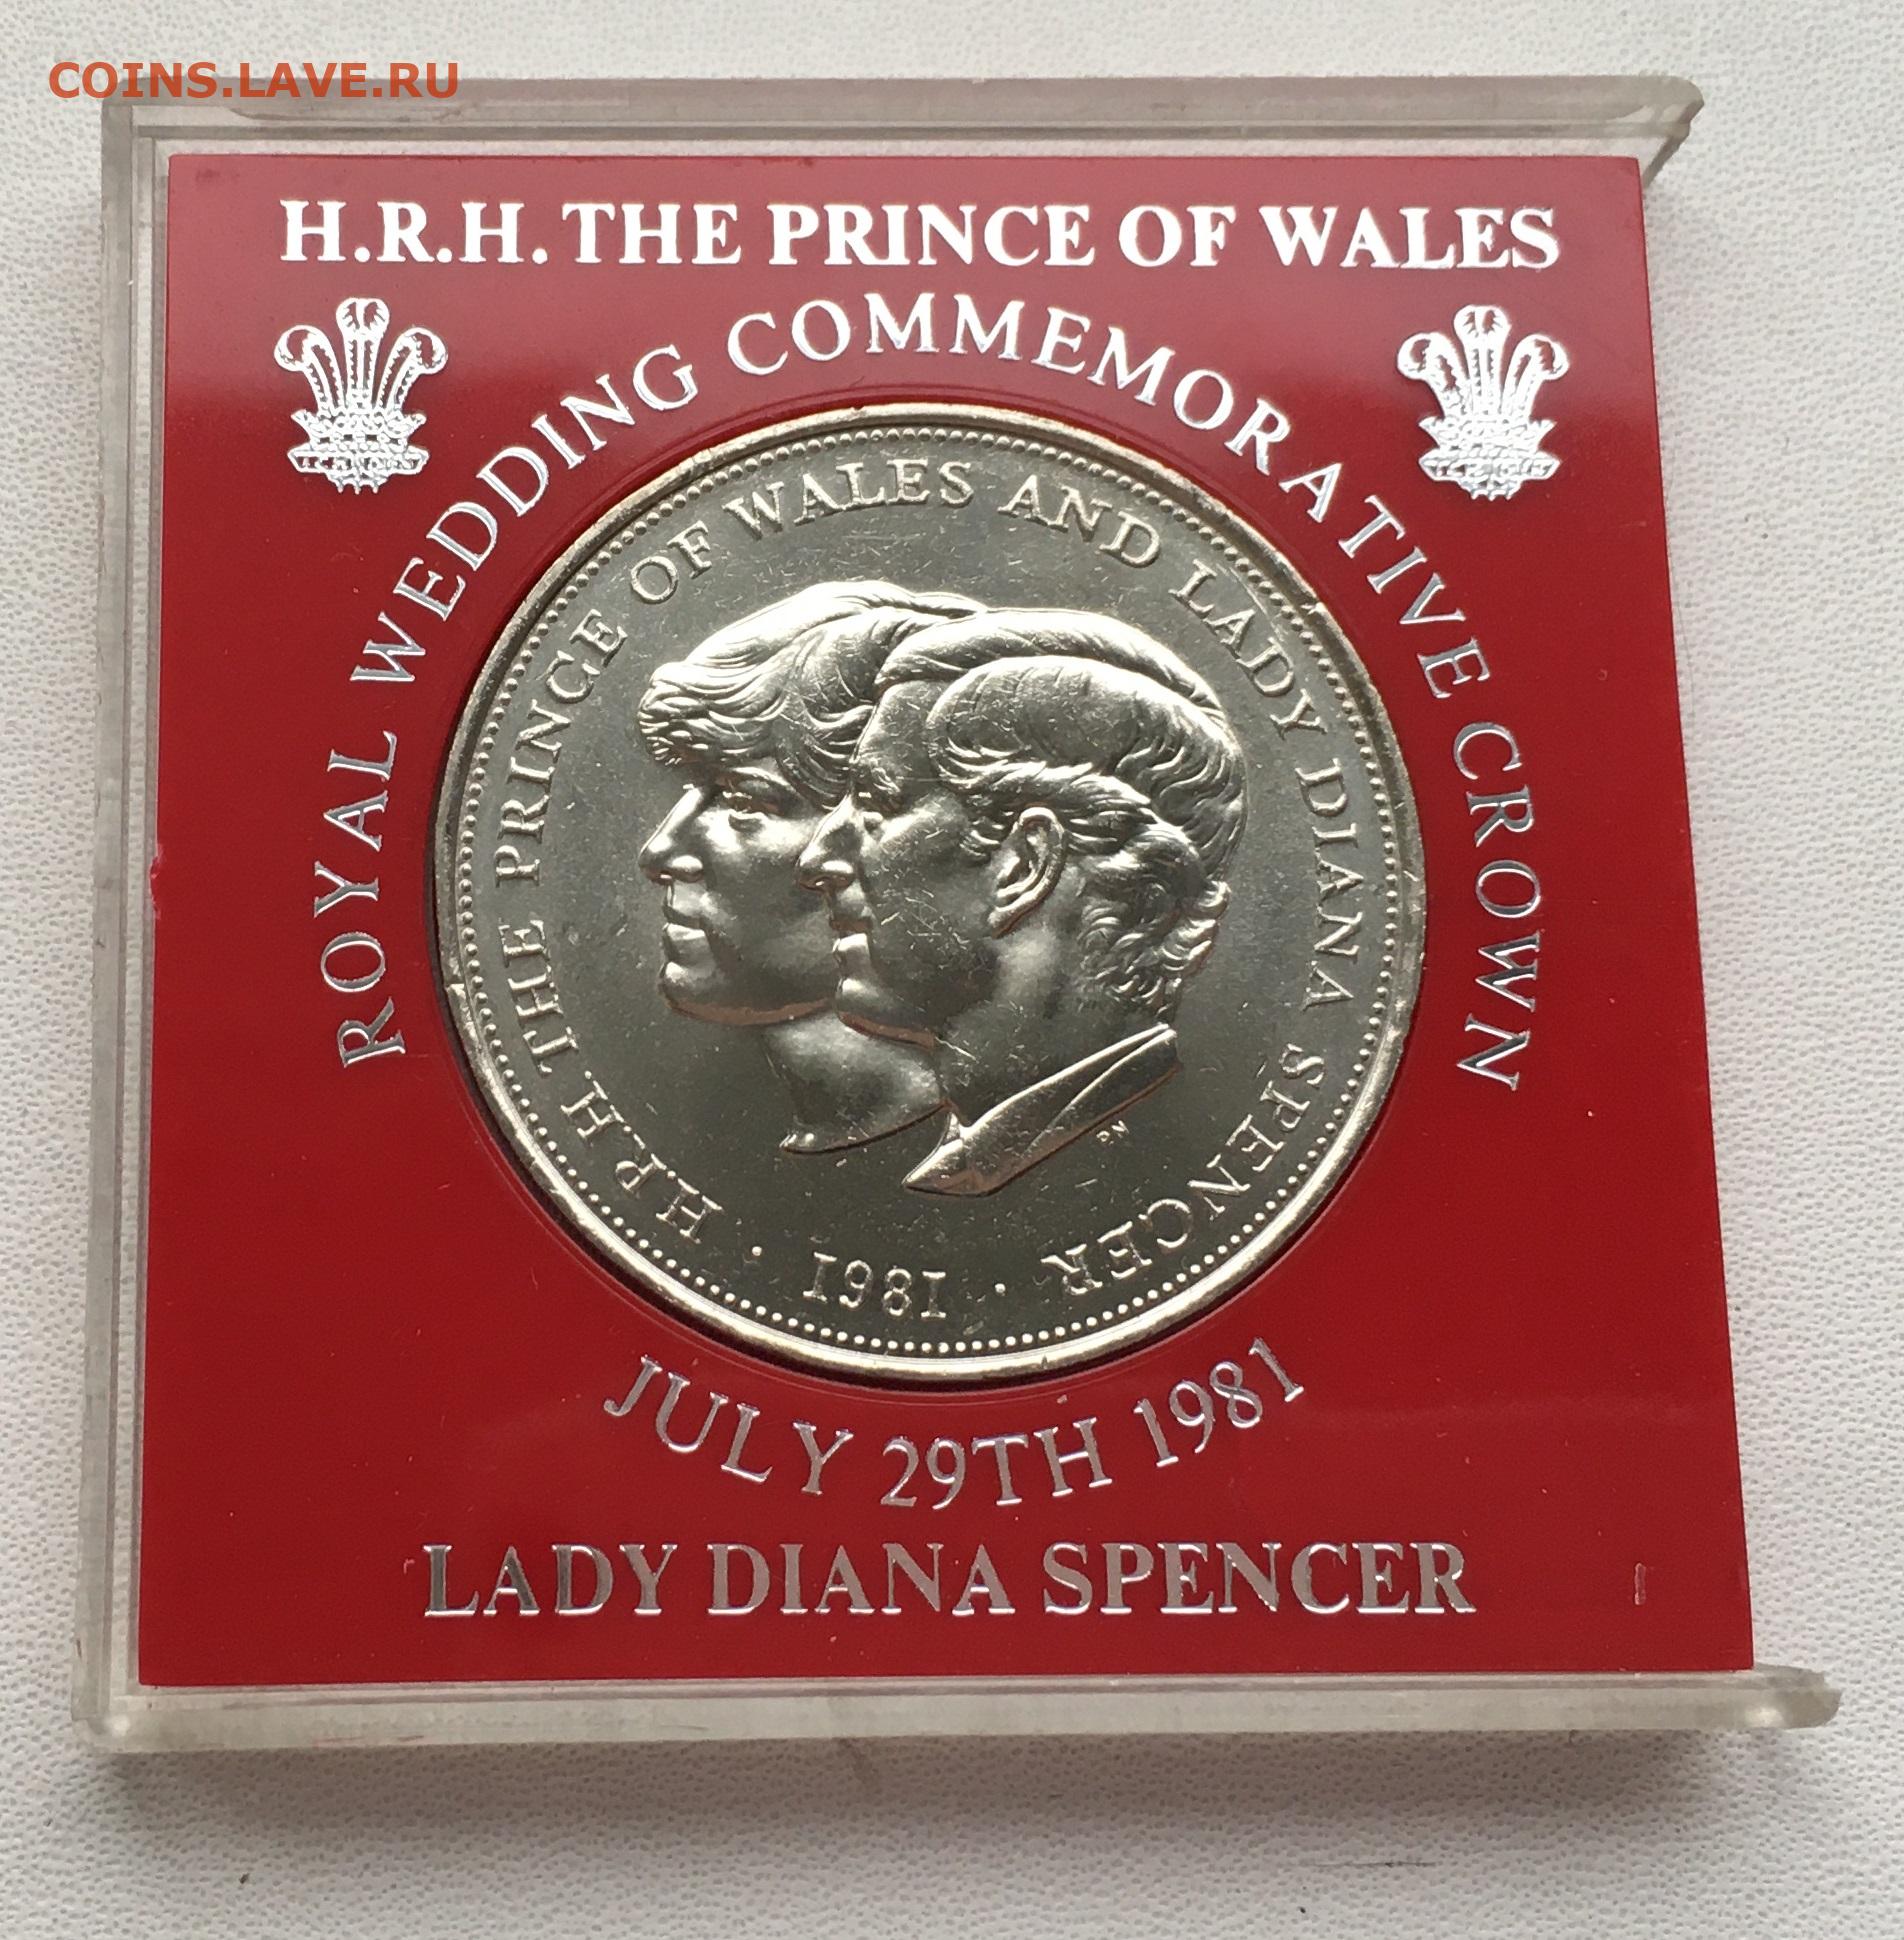 COINS.LAVE.RU
H.R.H. THE PRINCE OF WALES
ROYAL WEDDING COMMEMORATIVE CROWN
H.R.H. THE PRINCE OF WALES AND LADY DIANA SPENCER
PN
· 1981 ·
JULY 29TH 1981
LADY DIANA SPENCER